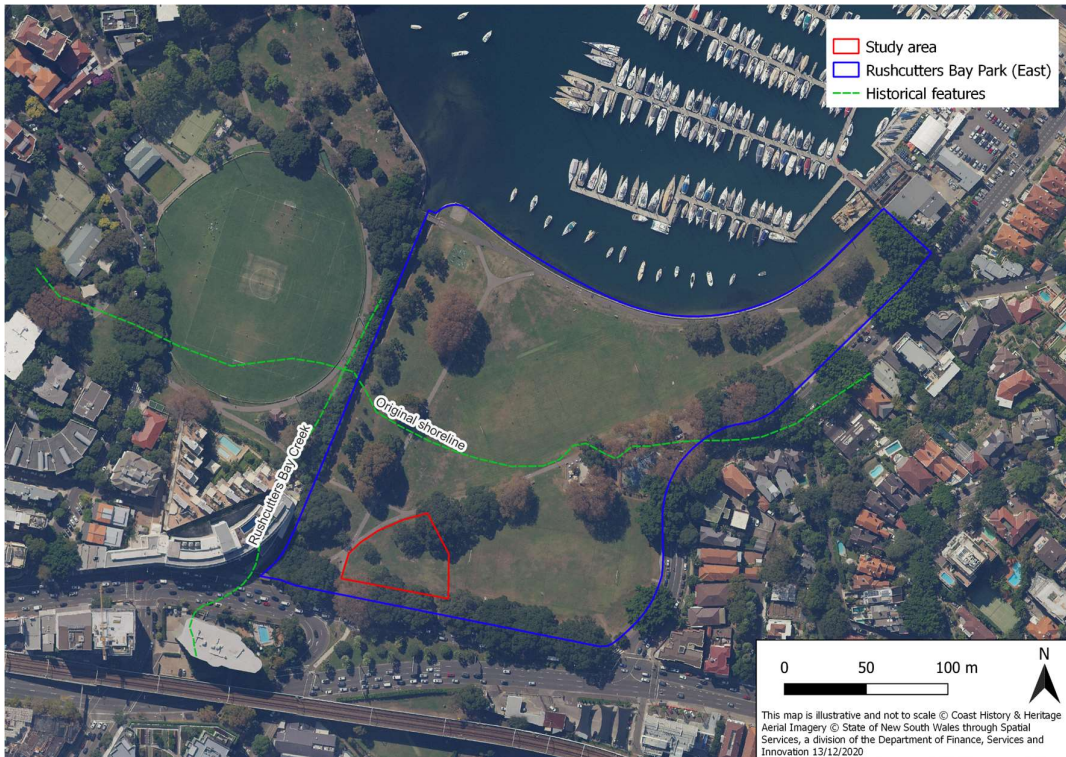 Study area
Rushcutters Bay Park (East)
Historical features
Original shoreline
Rushcutters Bay Creek
0 50 100 m
N
This map is illustrative and not to scale © Coast History & Heritage
Aerial Imagery © State of New South Wales through Spatial
Services, a division of the Department of Finance, Services and
Innovation 13/12/2020